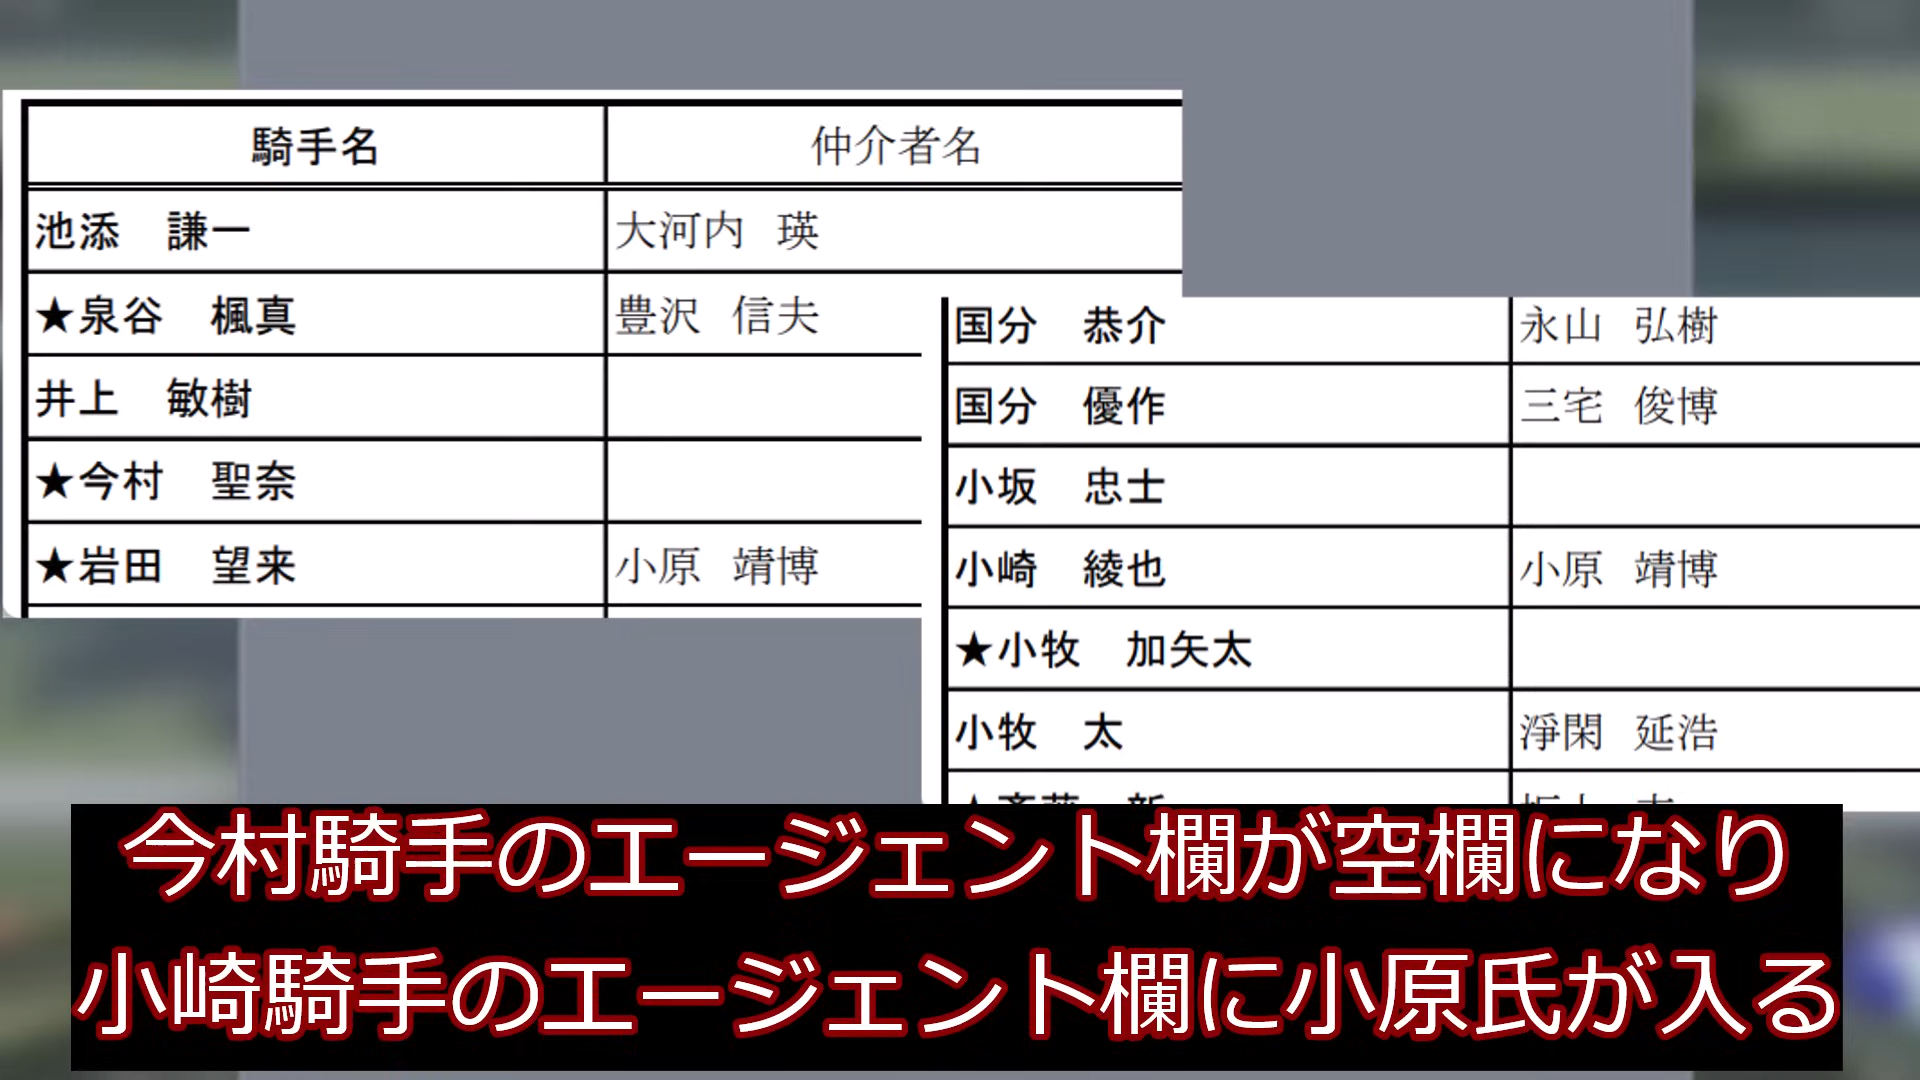 騎手名 仲介者名
池添 謙一 大河内 瑛
★泉谷 楓真 豊沢 信夫
井上 敏樹
★今村 聖奈
★岩田 望来 小原 靖博
国分 恭介 永山 弘樹
国分 優作 三宅 俊博
小坂 忠士
小崎 綾也 小原 靖博
★小牧 加矢太
小牧 太 淨閑 延浩
今村騎手のエージェント欄が空欄になり
小崎騎手のエージェント欄に小原氏が入る